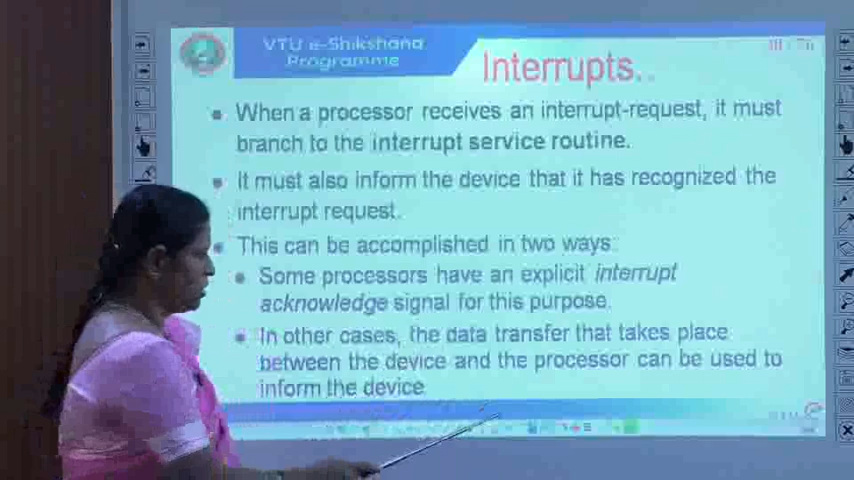 VTU e-Shikshana
Programme
Interrupts..
When a processor receives an interrupt-request, it must
branch to the interrupt service routine.
It must also inform the device that it has recognized the
interrupt request.
This can be accomplished in two ways:
Some processors have an explicit interrupt
acknowledge signal for this purpose.
In other cases, the data transfer that takes place
between the device and the processor can be used to
inform the device